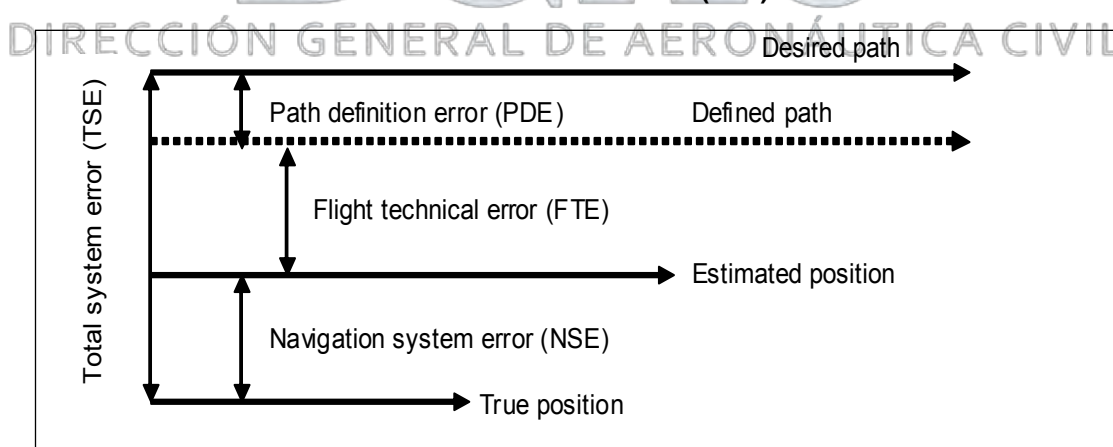 DIRECCIÓN GENERAL DE AERONÁUTICA CIVIL
Desired path
Path definition error (PDE) Defined path
Flight technical error (FTE)
Estimated position
Navigation system error (NSE)
True position
Total system error (TSE)